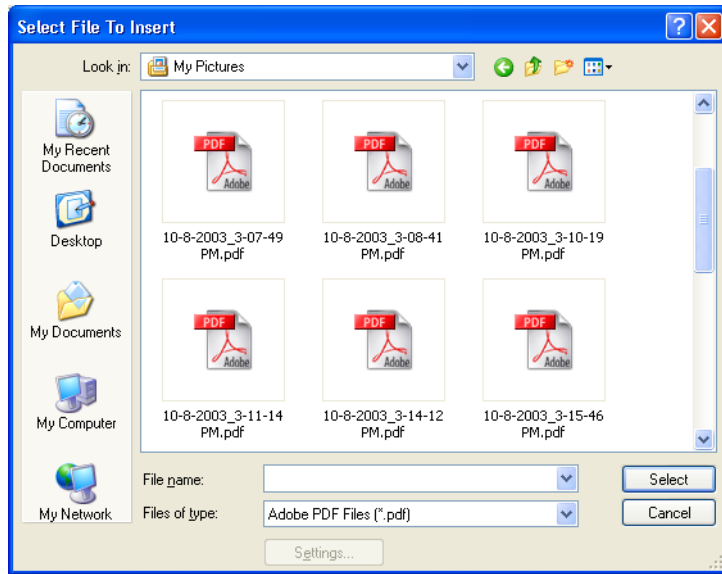 Select File To Insert
Look in:
My Pictures
My Recent
Documents
Desktop
My Documents
My Computer
My Network
PDF
Adobe
10-8-2003_3-07-49
PM.pdf
PDF
Adobe
10-8-2003_3-08-41
PM.pdf
PDF
Adobe
10-8-2003_3-10-19
PM.pdf
PDF
Adobe
10-8-2003_3-11-14
PM.pdf
PDF
Adobe
10-8-2003_3-14-12
PM.pdf
PDF
Adobe
10-8-2003_3-15-46
PM.pdf
File name:
Select
Files of type:
Adobe PDF Files (*.pdf)
Cancel
Settings...